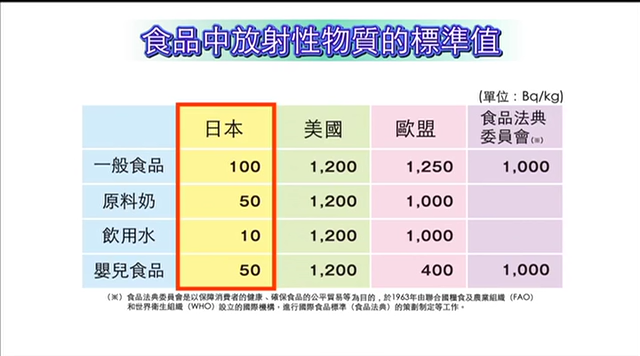 食品中放射性物質的標準值
(單位：Bq/kg)
日本 美國 歐盟 食品法典
委員會(※)
一般食品 100 1,200 1,250 1,000
原料奶 50 1,200 1,000
飲用水 10 1,200 1,000
嬰兒食品 50 1,200 400 1,000
(※) 食品法典委員會是以保障消費者的健康、確保食品的公平貿易等為目的，於1963年由聯合國糧食及農業組織（FAO）
和世界衛生組織（WHO）設立的國際機構，進行國際食品標準（食品法典）的策劃制定等工作。